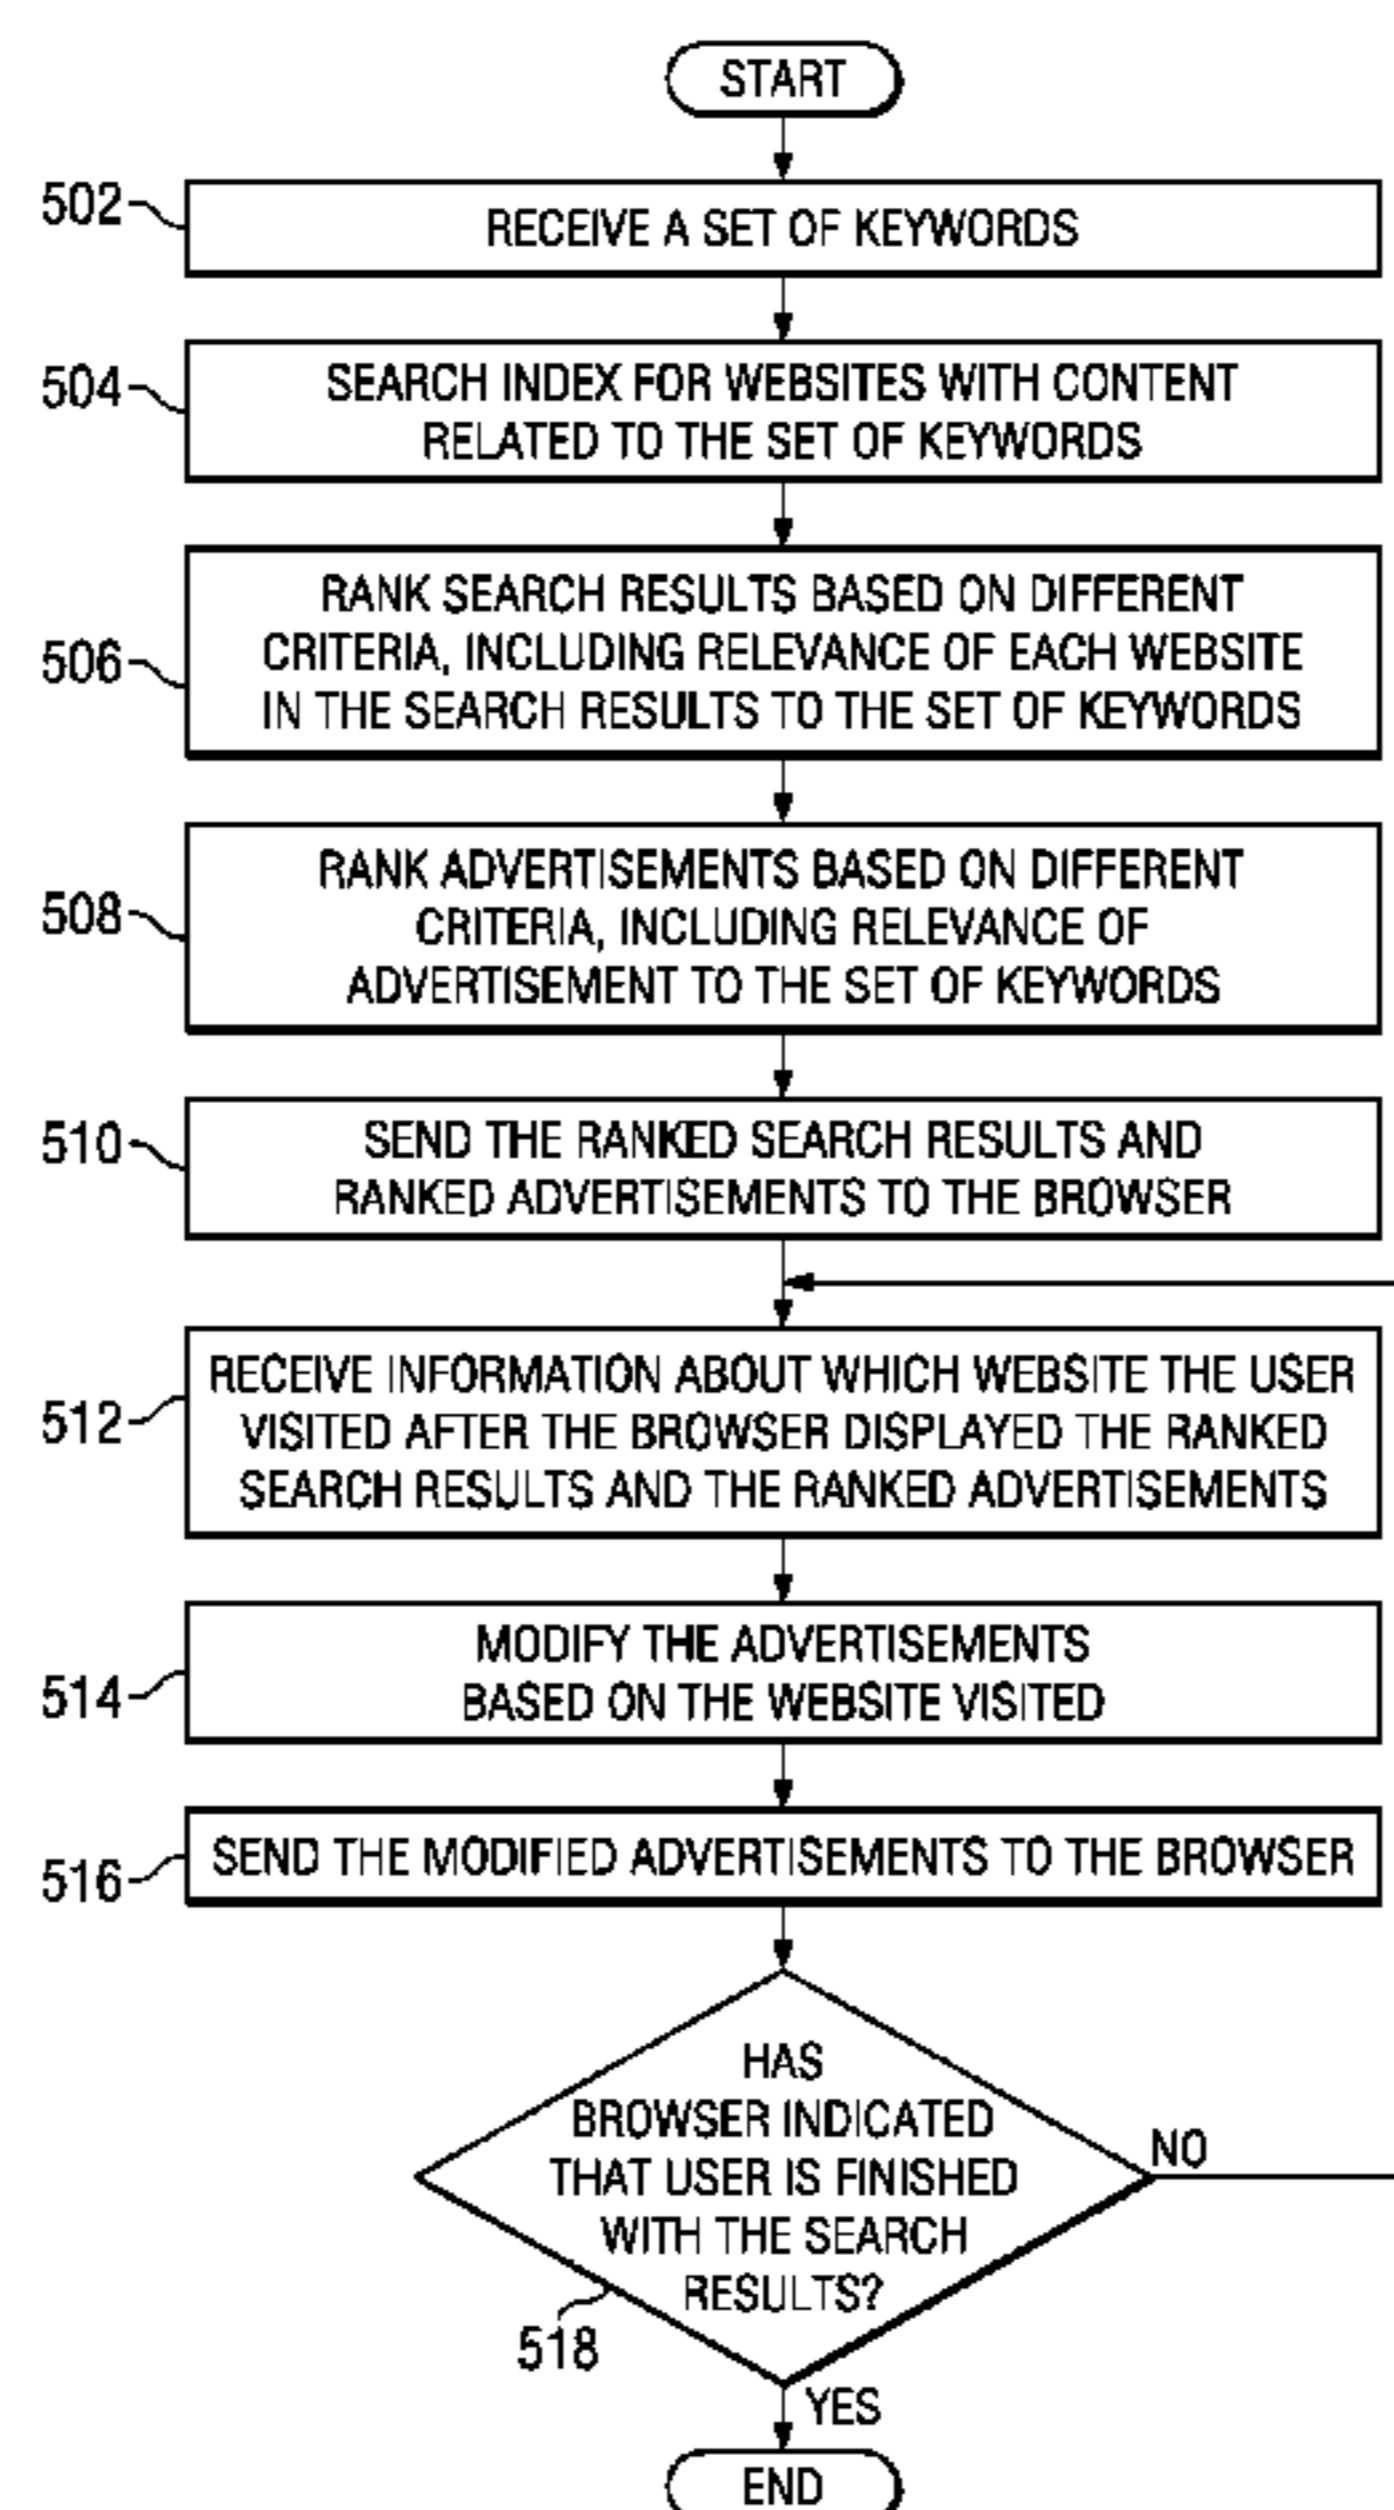 START
502
RECEIVE A SET OF KEYWORDS
504
SEARCH INDEX FOR WEBSITES WITH CONTENT
RELATED TO THE SET OF KEYWORDS
506
RANK SEARCH RESULTS BASED ON DIFFERENT
CRITERIA, INCLUDING RELEVANCE OF EACH WEBSITE
IN THE SEARCH RESULTS TO THE SET OF KEYWORDS
508
RANK ADVERTISEMENTS BASED ON DIFFERENT
CRITERIA, INCLUDING RELEVANCE OF
ADVERTISEMENT TO THE SET OF KEYWORDS
510
SEND THE RANKED SEARCH RESULTS AND
RANKED ADVERTISEMENTS TO THE BROWSER
512
RECEIVE INFORMATION ABOUT WHICH WEBSITE THE USER
VISITED AFTER THE BROWSER DISPLAYED THE RANKED
SEARCH RESULTS AND THE RANKED ADVERTISEMENTS
514
MODIFY THE ADVERTISEMENTS
BASED ON THE WEBSITE VISITED
516
SEND THE MODIFIED ADVERTISEMENTS TO THE BROWSER
HAS
BROWSER INDICATED
THAT USER IS FINISHED
WITH THE SEARCH
RESULTS?
NO
518
YES
END